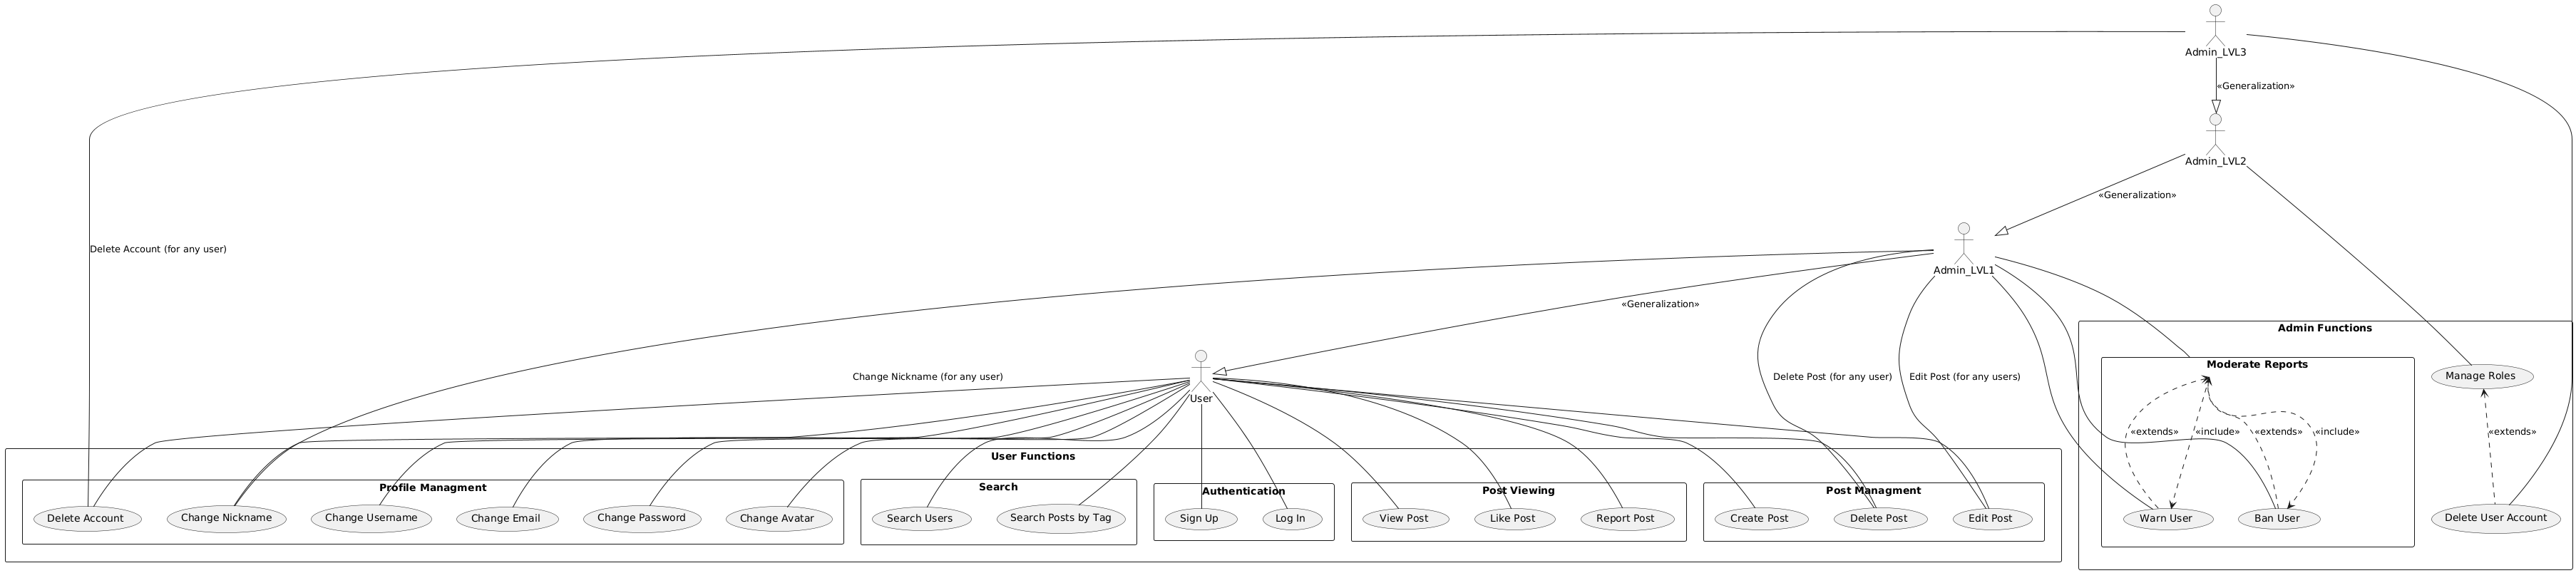 Admin_LVL3
«Generalization»
Admin_LVL2
«Generalization»
Delete Account (for any user)
Admin_LVL1
«Generalization»
Admin Functions
Moderate Reports
Change Nickname (for any user)
Delete Post (for any user)
Edit Post (for any users)
Manage Roles
User
«extends»
«include»
«extends»
«include»
«extends»
User Functions
Profile Managment
Search
Authentication
Post Viewing
Post Managment
Delete Account
Change Nickname
Change Username
Change Email
Change Password
Change Avatar
Search Users
Search Posts by Tag
Sign Up
Log In
View Post
Like Post
Report Post
Create Post
Delete Post
Edit Post
Warn User
Ban User
Delete User Account